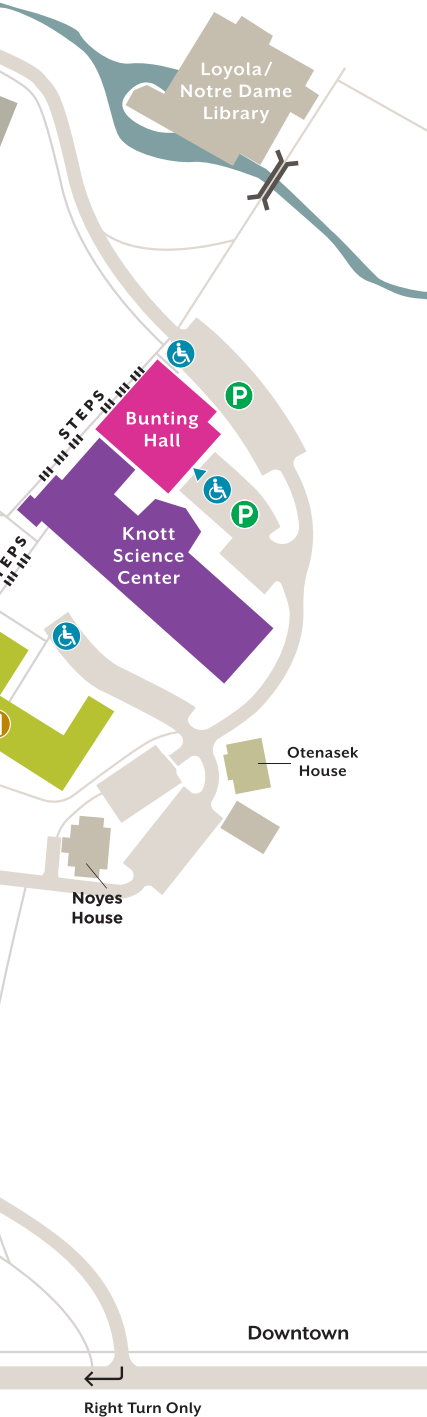 Loyola/
Notre Dame
Library
STEPS
P
Bunting
Hall
P
Knott
Science
Center
Otenasek
House
Noyes
House
Downtown
Right Turn Only